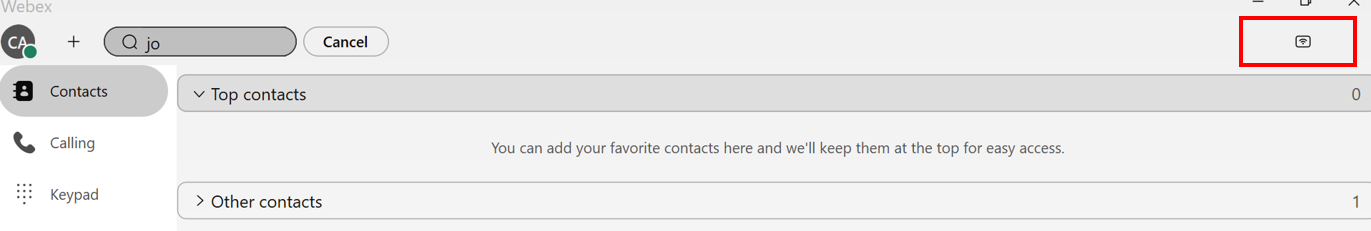 Webex
CA
jo
Cancel
Contacts
Top contacts 0
Calling
You can add your favorite contacts here and we'll keep them at the top for easy access.
Keypad
Other contacts 1